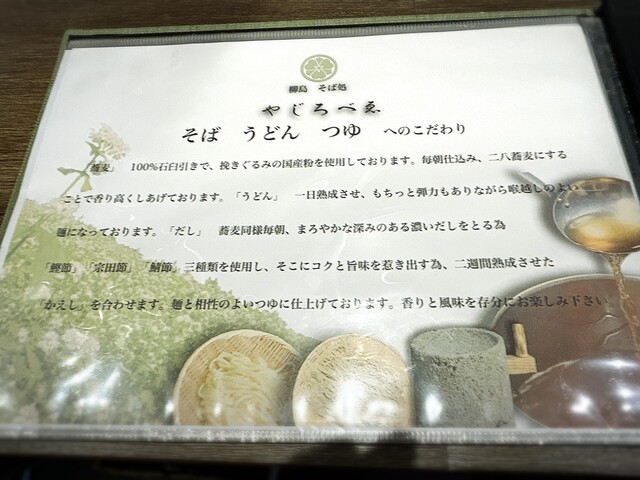 柳島 そば処
やじろべゑ
そば うどん つゆ へのこだわり
「蕎麦」 100%石臼引きで、挽きぐるみの国産粉を使用しております。毎朝仕込み、二八蕎麦にする
ことで香り高くしあげております。「うどん」 一日熟成させ、もちっと弾力もありながら喉越しのよい
麺になっております。「だし」 蕎麦同様毎朝、まろやかな深みのある濃いだしをとる為
「鰹節」「宗田節」「鯖節」三種類を使用し、そこにコクと旨味を惹き出す為、二週間熟成させた
「かえし」を合わせます。麺と相性のよいつゆに仕上げております。香りと風味を存分にお楽しみ下さい。